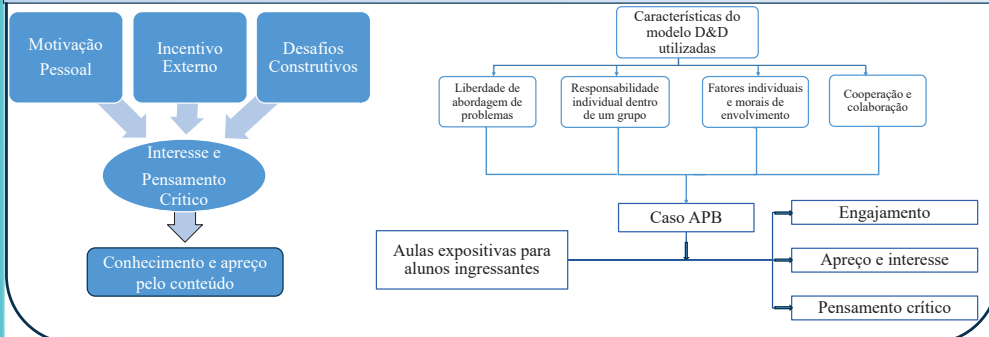 Motivação
Pessoal
Incentivo
Externo
Desafios
Construtivos
Interesse e
Pensamento
Crítico
Conhecimento e apreço
pelo conteúdo
Características do
modelo D&D
utilizadas
Liberdade de
abordagem de
problemas
Responsabilidade
individual dentro
de um grupo
Fatores individuais
e morais de
envolvimento
Cooperação e
colaboração
Caso APB
Aulas expositivas para
alunos ingressantes
Engajamento
Apreço e interesse
Pensamento crítico